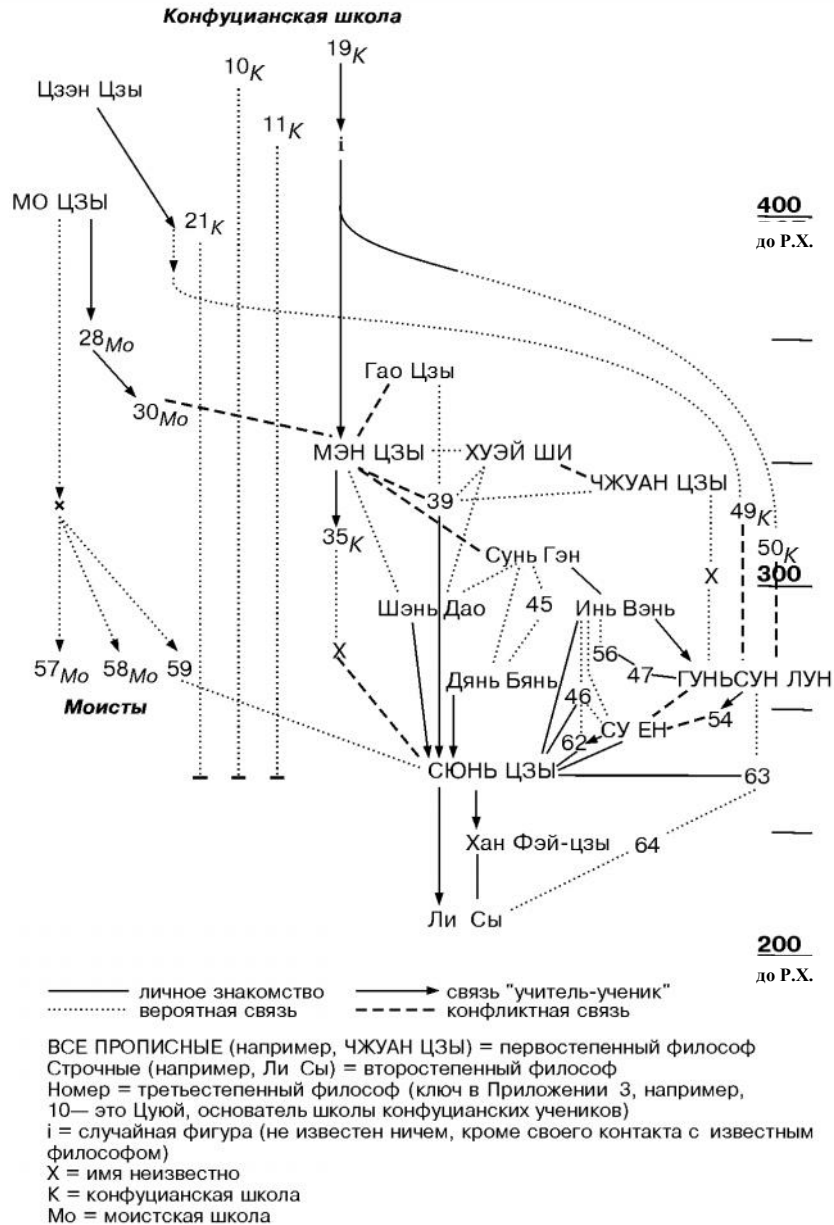 Конфуцианская школа
19К
10К
Цзэн Цзы
11К
i
МО ЦЗЫ
400
21К
до Р.Х.
28Мо
Гао Цзы
30Мо
МЭН ЦЗЫ ХУЭЙ ШИ
ЧЖУАН ЦЗЫ
x
39
49К
35К
50К
Сунь Гэн
X
300
Шэнь Дао 45 Инь Вэнь
X
56
57Мо 58Мо 59
Дянь Бянь 47 ГУНЬСУН ЛУН
Моисты
46
54
62 СУ ЕН
СЮНЬ ЦЗЫ 63
Хан Фэй-цзы 64
Ли Сы
200
до Р.Х.
личное знакомство связь "учитель-ученик"
вероятная связь конфликтная связь
ВСЕ ПРОПИСНЫЕ (например, ЧЖУАН ЦЗЫ) = первостепенный философ
Строчные (например, Ли Сы) = второстепенный философ
Номер = третьестепенный философ (ключ в Приложении 3, например,
10— это Цуюй, основатель школы конфуцианских учеников)
i = случайная фигура (не известен ничем, кроме своего контакта с известным
философом)
X = имя неизвестно
К = конфуцианская школа
Мо = моистская школа